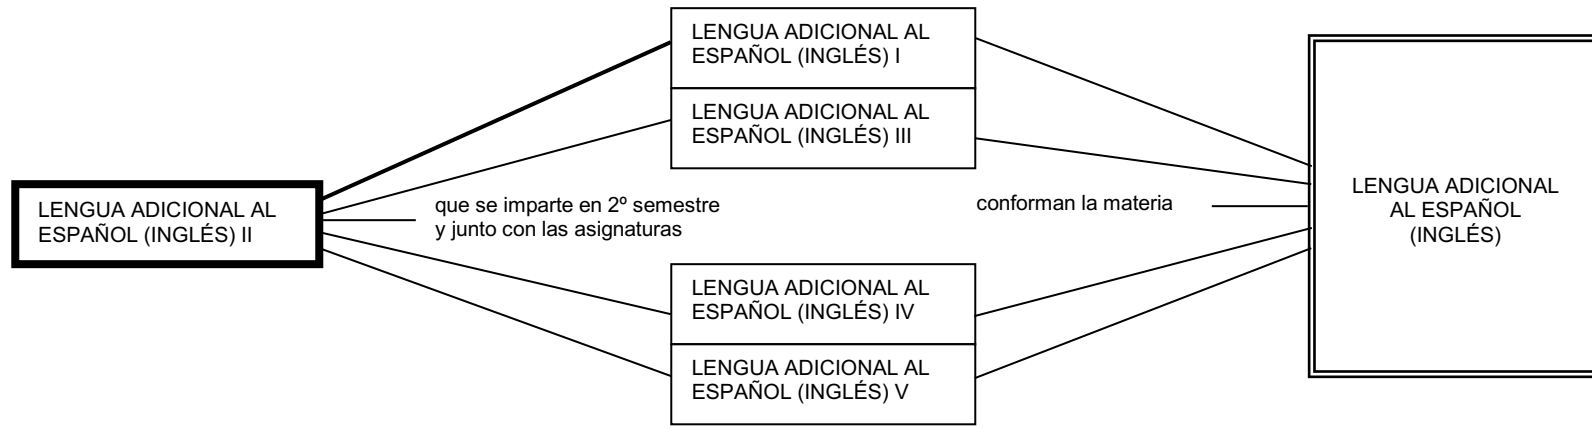 LENGUA ADICIONAL AL
ESPAÑOL (INGLÉS) II
que se imparte en 2º semestre
y junto con las asignaturas
LENGUA ADICIONAL AL
ESPAÑOL (INGLÉS) I
LENGUA ADICIONAL AL
ESPAÑOL (INGLÉS) III
LENGUA ADICIONAL AL
ESPAÑOL (INGLÉS) IV
LENGUA ADICIONAL AL
ESPAÑOL (INGLÉS) V
conforman la materia
LENGUA ADICIONAL
AL ESPAÑOL
(INGLÉS)